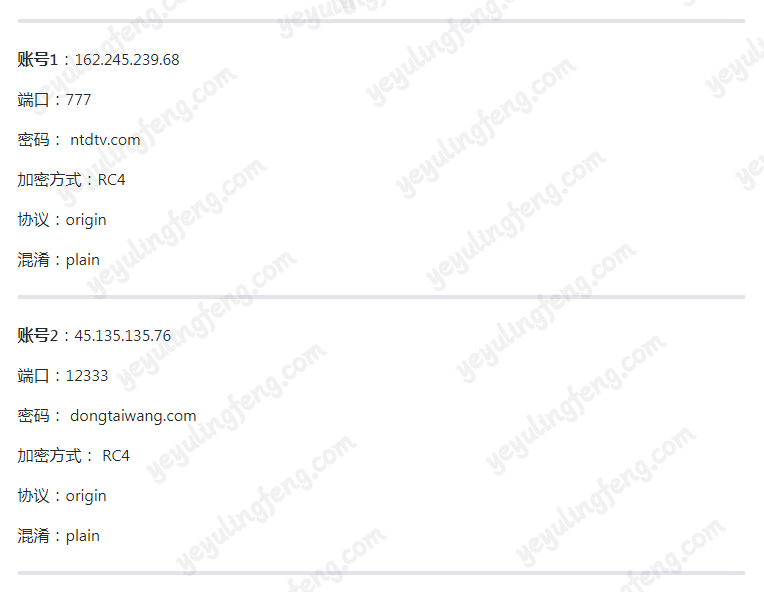 账号1：162.245.239.68
端口：777
密码： ntdtv.com
加密方式：RC4
协议：origin
混淆：plain
账号2：45.135.135.76
端口：12333
密码： dongtaiwang.com
加密方式： RC4
协议：origin
混淆：plain
yeyulingfeng.com